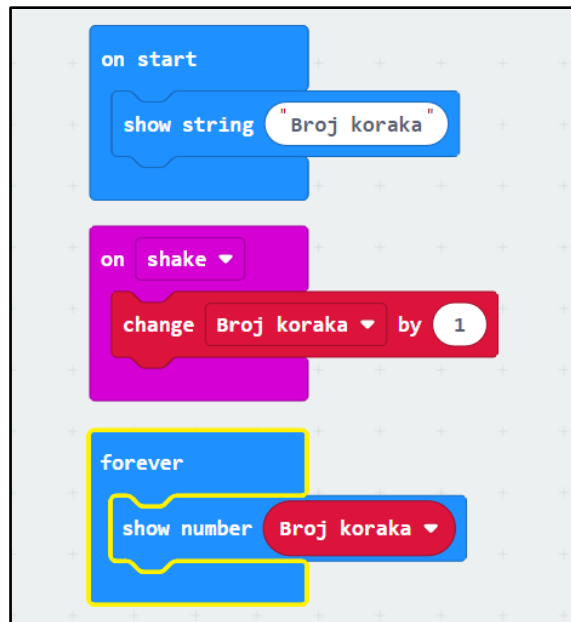 on start
show string "Broj koraka"
on shake
change Broj koraka by 1
forever
show number Broj koraka